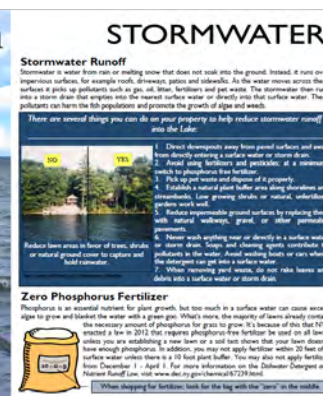 STORMWATER
Stormwater Runoff
Stormwater is water from rain or melting snow that does not soak into the ground. Instead, it runs ov
impervious surfaces, for example roofs, driveways, patios and sidewalks. As the water moves across the
surfaces it picks up pollutants such as gas, oil, litter, fertilizers and pet waste. The stormwater then ru
into a storm drain that empties into the nearest surface water or directly into that surface water. The
pollutants can harm the fish populations and promote the growth of algae and weeds.
There are several things you can do on your property to help reduce stormwater runoff
into the Lake:
NO YES
Reduce lawn areas in favor of trees, shrubs
or natural ground cover to capture and
hold rainwater.
1. Direct downspouts away from paved surfaces and aw
from directly entering a surface water or storm drain.
2. Avoid using fertilizers and pesticides; at a minimum
switch to phosphorus free fertilizer.
3. Pick up pet waste and dispose of it properly.
4. Establish a natural plant buffer area along shorelines an
streambanks. Low growing shrubs or natural, unfertilize
gardens work well.
5. Reduce impermeable ground surfaces by replacing the
with natural walkways, gravel, or other permeab
pavements.
6. Never wash anything near or directly in a surface wate
or storm drain. Soaps and cleaning agents contribute t
pollutants in the water. Avoid washing boats or cars wher
the detergent can get into a surface water.
7. When removing yard waste, do not rake leaves an
debris into a surface water or storm drain.
Zero Phosphorus Fertilizer
Phosphorus is an essential nutrient for plant growth, but too much in a surface water can cause exce
algae to grow and blanket the water with a green goo. What's more, the majority of lawns already conta
the necessary amount of phosphorus for grass to grow. It's because of this that NY
enacted a law in 2012 that requires phosphorus-free fertilizer be used on all law
unless you are establishing a new lawn or a soil test shows that your lawn does
have enough phosphorus. In addition, you may not apply fertilizer within 20 feet of
surface water unless there is a 10 foot plant buffer. You may also not apply fertiliz
from December 1 - April 1. For more information on the Dishwater Detergent a
Nutrient Runoff Law, visit www.dec.ny.gov/chemical/67239.html.
When shopping for fertilizer, look for the bag with the "zero" in the middle